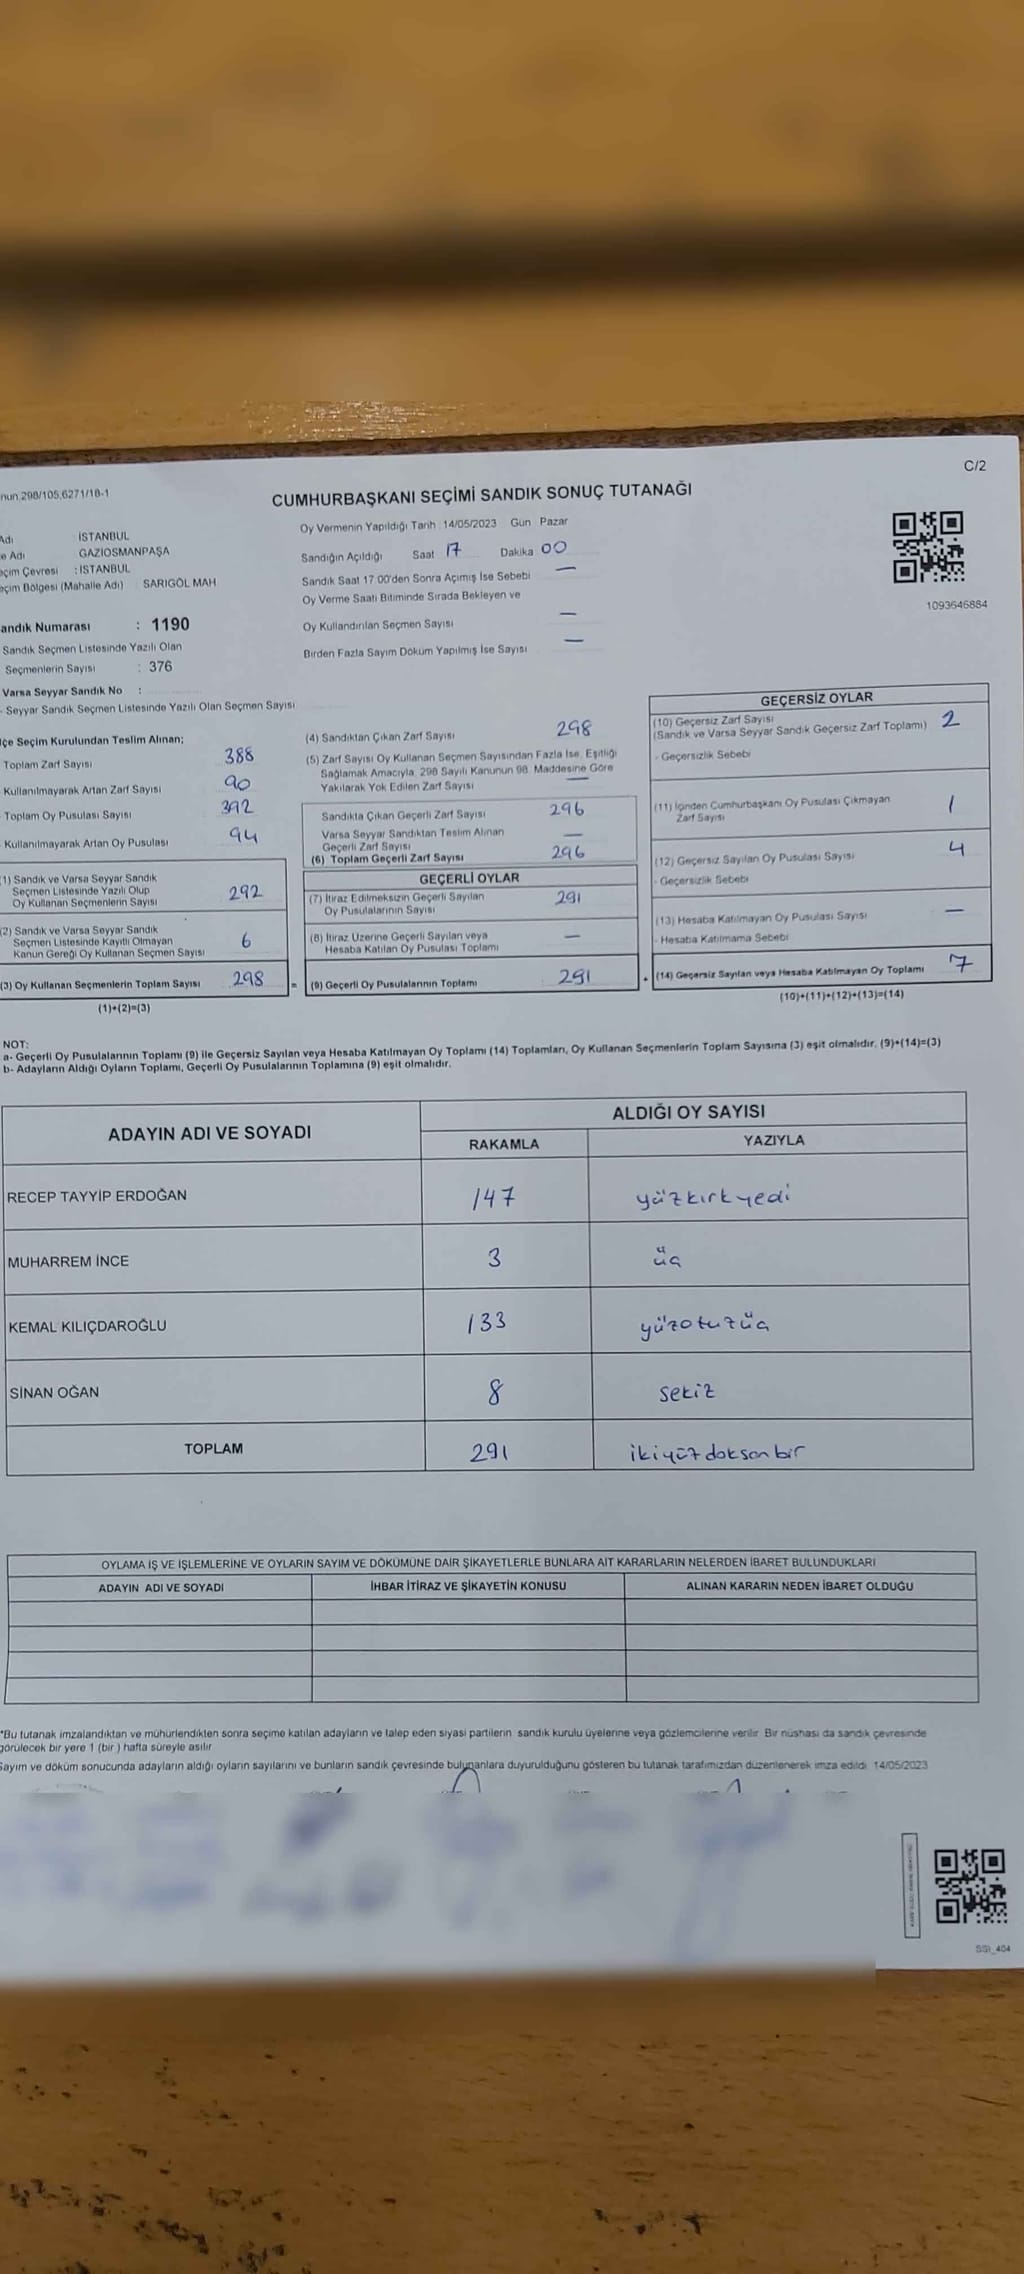 nun.298/105,6271/18-1
C/2
CUMHURBAŞKANI SEÇİMİ SANDIK SONUÇ TUTANAĞI
Adı : İSTANBUL
e Adı GAZİOSMANPAŞA
eçim Çevresi : İSTANBUL
eçim Bölgesi (Mahalle Adı) SARIGÖL MAH
andık Numarası : 1190
Sandık Seçmen Listesinde Yazılı Olan
Seçmenlerin Sayısı : 376
Varsa Seyyar Sandık No :
- Seyyar Sandık Seçmen Listesinde Yazılı Olan Seçmen Sayısı
Oy Vermenin Yapıldığı Tarih : 14/05/2023 Gün Pazar
Sandığın Açıldığı Saat 17 Dakika 00
Sandık Saat 17:00'den Sonra Açımış İse Sebebi —
Oy Verme Saati Bitiminde Sırada Bekleyen ve
Oy Kullandırılan Seçmen Sayısı —
Birden Fazla Sayım Döküm Yapılmış İse Sayısı —
1093646884
lçe Seçim Kurulundan Teslim Alınan;
Toplam Zarf Sayısı 388
Kullanılmayarak Artan Zarf Sayısı 90
Toplam Oy Pusulası Sayısı 392
Kullanılmayarak Artan Oy Pusulası 94
1) Sandık ve Varsa Seyyar Sandık
Seçmen Listesinde Yazılı Olup
Oy Kullanan Seçmenlerin Sayısı 292
2) Sandık ve Varsa Seyyar Sandık
Seçmen Listesinde Kayıtlı Olmayan
Kanun Gereği Oy Kullanan Seçmen Sayısı 6
(3) Oy Kullanan Seçmenlerin Toplam Sayısı 298 =
(1)+(2)=(3)
(4) Sandıktan Çıkan Zarf Sayısı 298
(5) Zarf Sayısı Oy Kullanan Seçmen Sayısından Fazla İse, Eşitliği
Sağlamak Amacıyla, 298 Sayılı Kanunun 98. Maddesine Göre
Yakılarak Yok Edilen Zarf Sayısı —
Sandıkta Çıkan Geçerli Zarf Sayısı 296
Varsa Seyyar Sandıktan Teslim Alınan
Geçerli Zarf Sayısı —
(6) Toplam Geçerli Zarf Sayısı 296
GEÇERLİ OYLAR
(7) İtiraz Edilmeksizin Geçerli Sayılan
Oy Pusulalarının Sayısı 291
(8) İtiraz Üzerine Geçerli Sayılan veya
Hesaba Katılan Oy Pusulası Toplamı —
(9) Geçerli Oy Pusulalarının Toplamı 291 +
GEÇERSİZ OYLAR
(10) Geçersiz Zarf Sayısı
(Sandık ve Varsa Seyyar Sandık Geçersiz Zarf Toplamı) 2
- Geçersizlik Sebebi
(11) İçinden Cumhurbaşkanı Oy Pusulası Çıkmayan
Zarf Sayısı 1
(12) Geçersiz Sayılan Oy Pusulası Sayısı 4
- Geçersizlik Sebebi
(13) Hesaba Katılmayan Oy Pusulası Sayısı —
- Hesaba Katılmama Sebebi
(14) Geçersiz Sayılan veya Hesaba Katılmayan Oy Toplamı 7
(10)+(11)+(12)+(13)=(14)
NOT:
a- Geçerli Oy Pusulalarının Toplamı (9) ile Geçersiz Sayılan veya Hesaba Katılmayan Oy Toplamı (14) Toplamları, Oy Kullanan Seçmenlerin Toplam Sayısına (3) eşit olmalıdır. (9)+(14)=(3)
b- Adayların Aldığı Oyların Toplamı, Geçerli Oy Pusulalarının Toplamına (9) eşit olmalıdır.
ADAYIN ADI VE SOYADI
ALDIĞI OY SAYISI
RAKAMLA YAZIYLA
RECEP TAYYİP ERDOĞAN 147 yüzkırkyedi
MUHARREM İNCE 3 üç
KEMAL KILIÇDAROĞLU 133 yüzotuzüç
SİNAN OĞAN 8 sekiz
TOPLAM 291 ikiyüzdoksanbir
OYLAMA İŞ VE İŞLEMLERİNE VE OYLARIN SAYIM VE DÖKÜMÜNE DAİR ŞİKAYETLERLE BUNLARA AİT KARARLARIN NELERDEN İBARET BULUNDUKLARI
ADAYIN ADI VE SOYADI İHBAR İTİRAZ VE ŞİKAYETİN KONUSU ALINAN KARARIN NEDEN İBARET OLDUĞU
*Bu tutanak imzalandıktan ve mühürlendikten sonra seçime katılan adayların ve talep eden siyasi partilerin sandık kurulu üyelerine veya gözlemcilerine verilir. Bir nüshası da sandık çevresinde
görülecek bir yere 1 (bir ) hafta süreyle asılır.
Sayım ve döküm sonucunda adayların aldığı oyların sayılarını ve bunların sandık çevresinde bulunanlara duyurulduğunu gösteren bu tutanak tarafımızdan düzenlenerek imza edildi. 14/05/2023
SSI_404